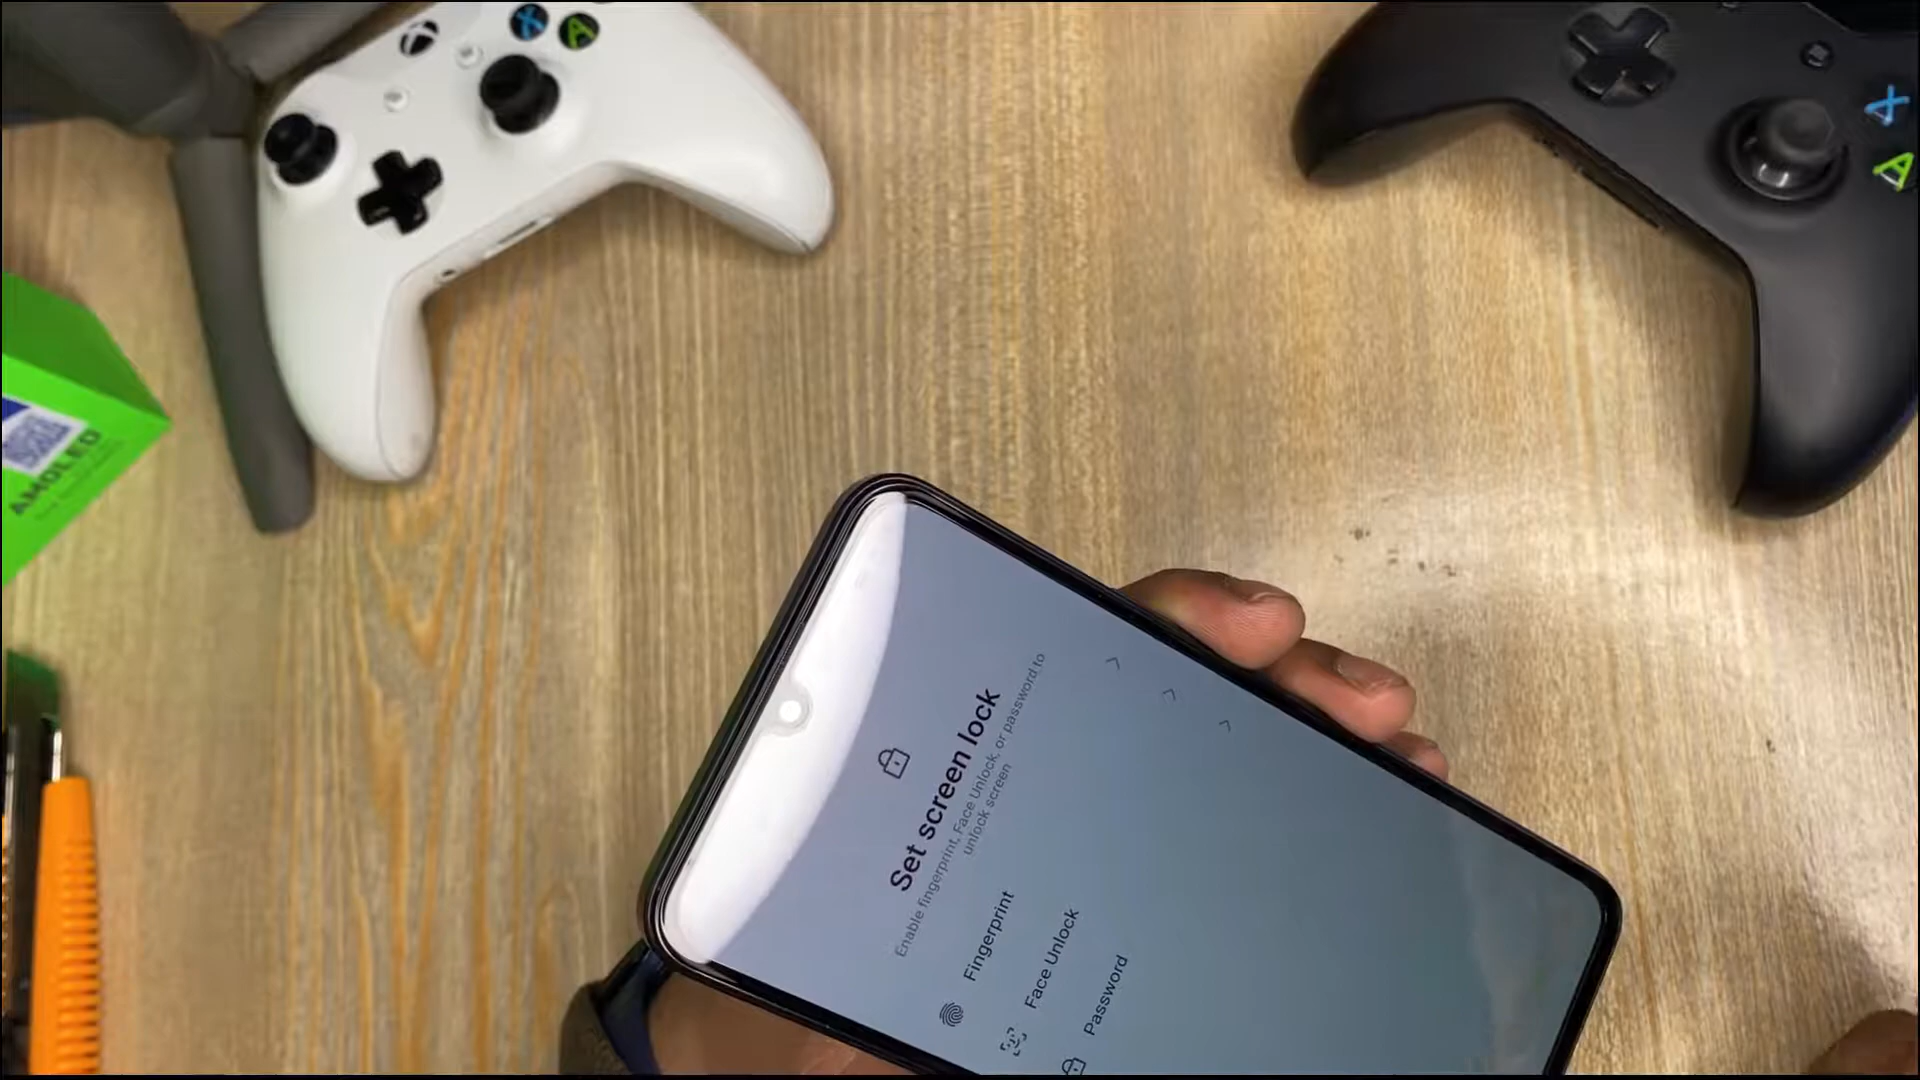 Set screen lock
Enable fingerprint, Face Unlock, or password to
unlock screen
Fingerprint
Face Unlock
Password
AMOLED
X
A
X
A